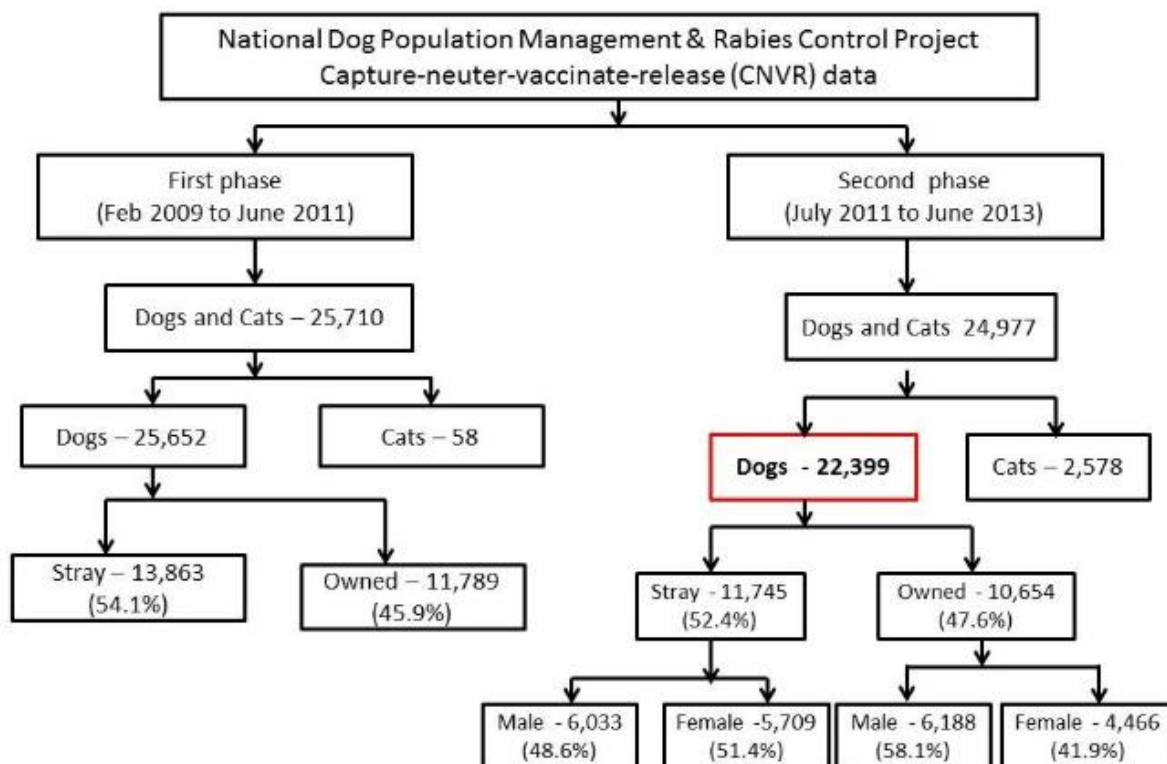 National Dog Population Management & Rabies Control Project
Capture-neuter-vaccinate-release (CNVR) data
First phase
(Feb 2009 to June 2011)
Second phase
(July 2011 to June 2013)
Dogs and Cats – 25,710
Dogs and Cats 24,977
Dogs – 25,652
Cats – 58
Dogs - 22,399
Cats – 2,578
Stray – 13,863
(54.1%)
Owned – 11,789
(45.9%)
Stray - 11,745
(52.4%)
Owned - 10,654
(47.6%)
Male - 6,033
(48.6%)
Female -5,709
(51.4%)
Male - 6,188
(58.1%)
Female - 4,466
(41.9%)